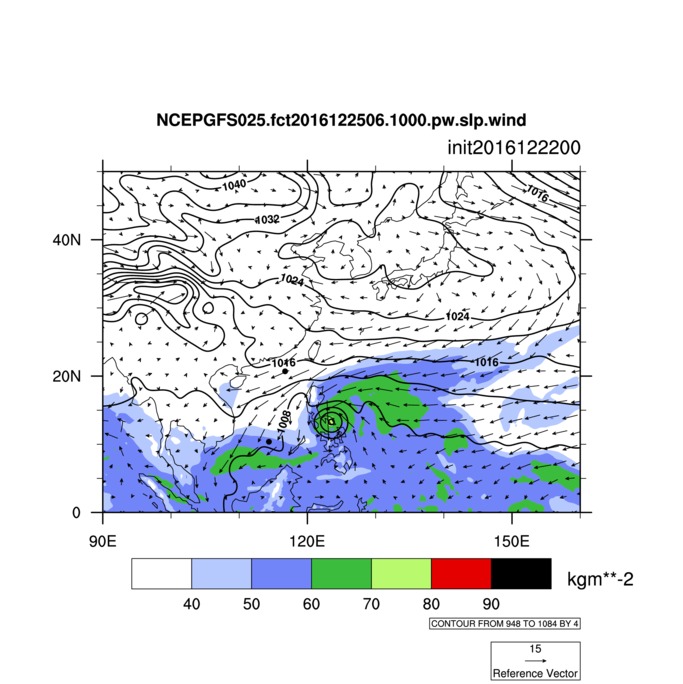 NCEPGFS025.fct2016122506.1000.pw.slp.wind
init2016122200
1040
1016
1032
40N
1024
1024
1016
1016
20N
1008
0
90E 120E 150E
kgm**-2
40 50 60 70 80 90
CONTOUR FROM 948 TO 1084 BY 4
15
Reference Vector